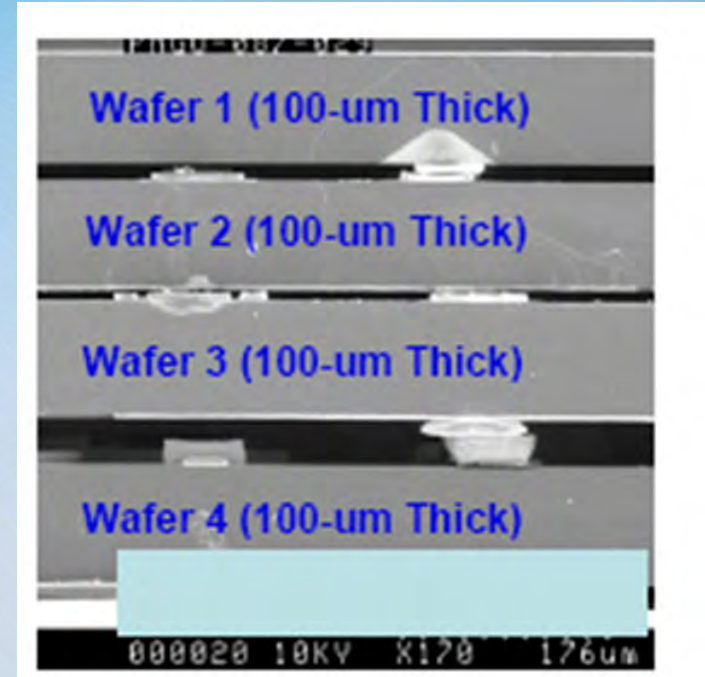 Wafer 1 (100-um Thick)
Wafer 2 (100-um Thick)
Wafer 3 (100-um Thick)
Wafer 4 (100-um Thick)
000020 10KV X170 176um